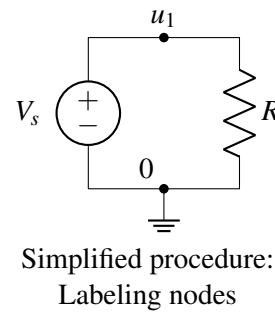 u₁
Vₛ
+
−
R
0
Simplified procedure:
Labeling nodes